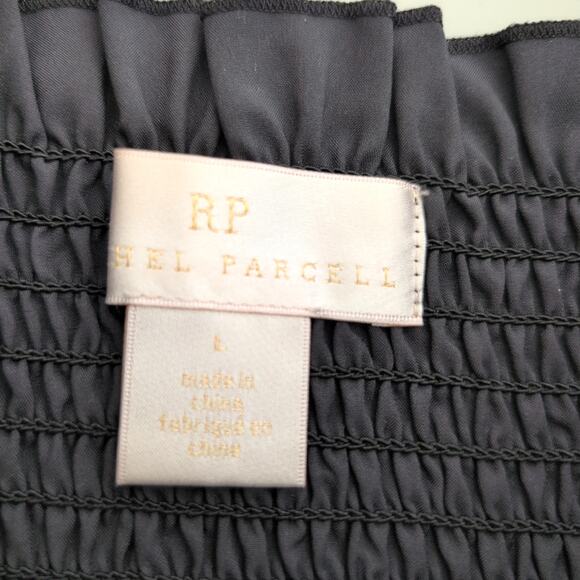 RP
HEL PARCELL
L
made in
china
fabriqué en
chine